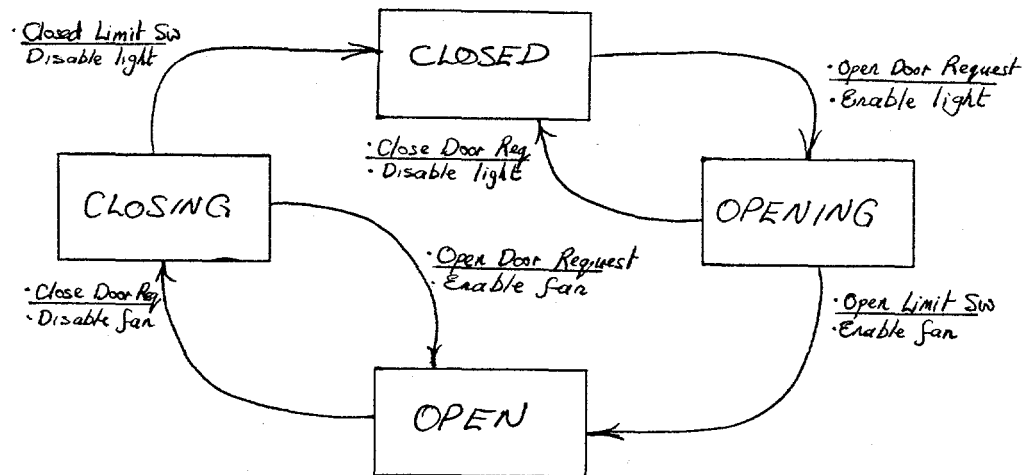 · Closed Limit Sw
Disable light
CLOSED
· Open Door Request
· Enable light
· Close Door Req
· Disable light
CLOSING
OPENING
· Open Door Request
· Enable fan
· Close Door Req
· Disable fan
· Open Limit Sw
· Enable fan
OPEN